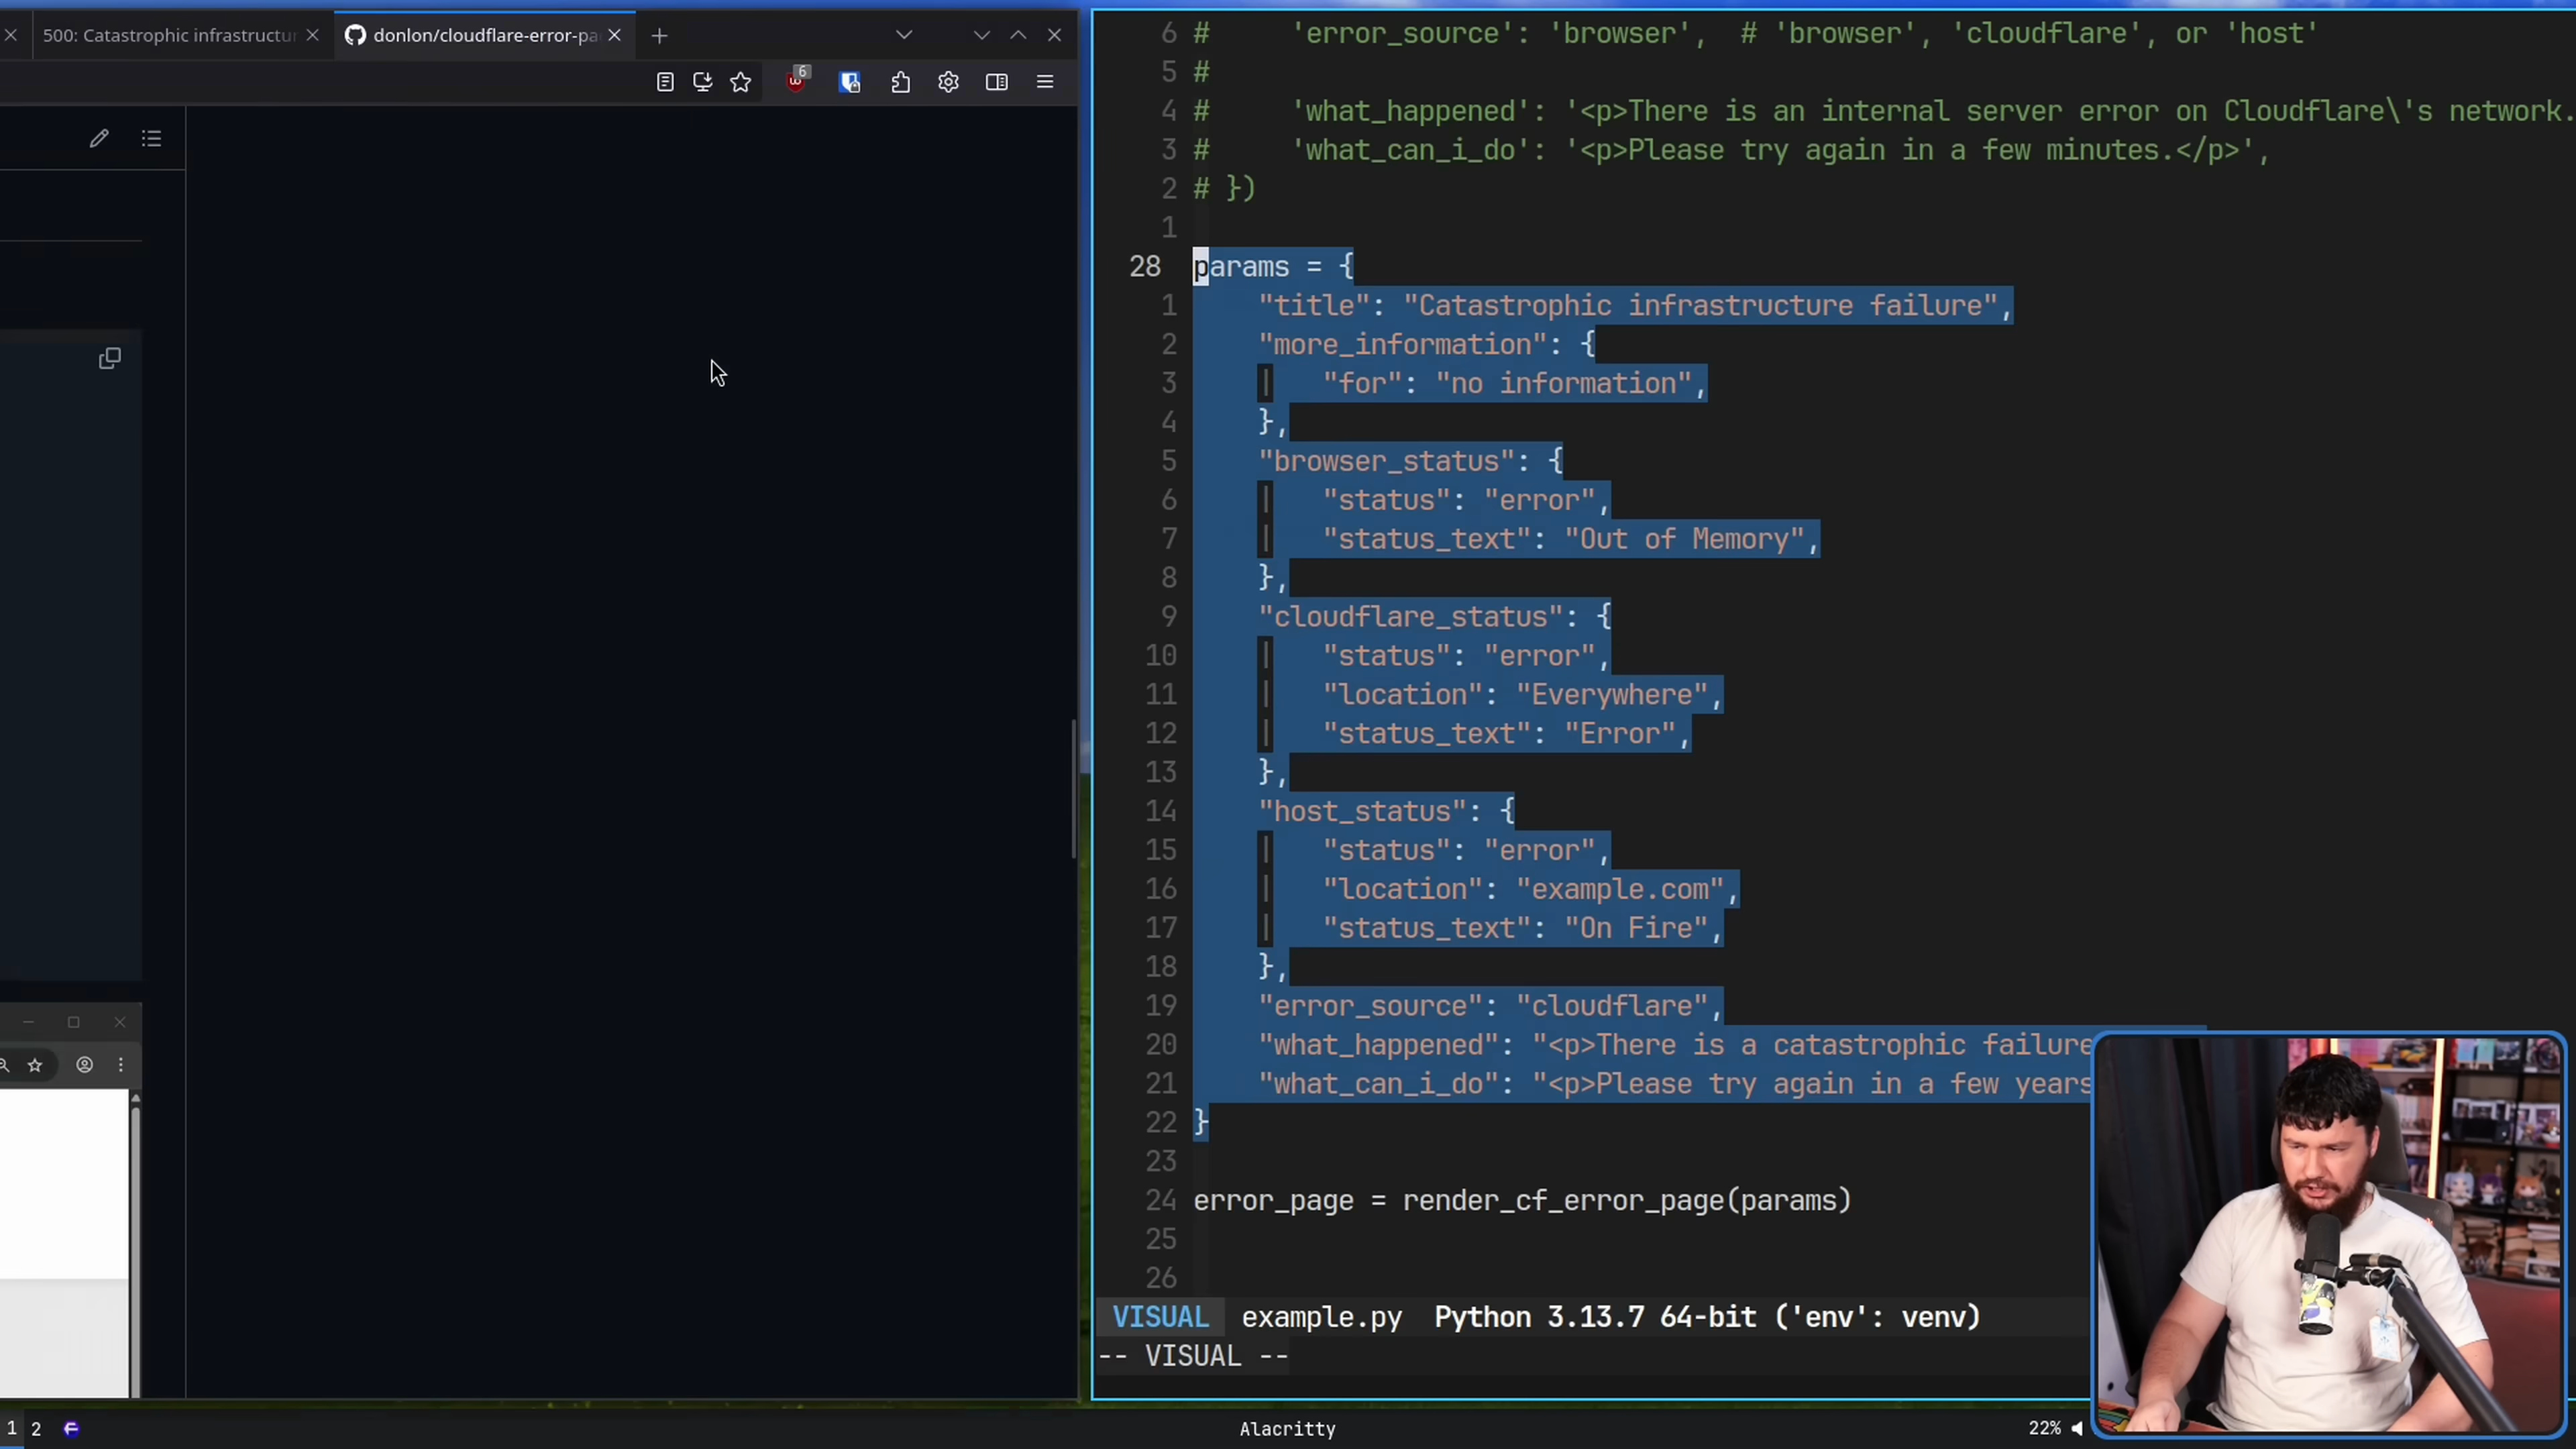 500: Catastrophic infrastructur
donlon/cloudflare-error-pa
6
6 #     'error_source': 'browser',  # 'browser', 'cloudflare', or 'host'
5 #
4 #     'what_happened': '<p>There is an internal server error on Cloudflare\'s network.
3 #     'what_can_i_do': '<p>Please try again in a few minutes.</p>',
2 # })
1
28 params = {
1     "title": "Catastrophic infrastructure failure",
2     "more_information": {
3     |   "for": "no information",
4     },
5     "browser_status": {
6     |   "status": "error",
7     |   "status_text": "Out of Memory",
8     },
9     "cloudflare_status": {
10    |   "status": "error",
11    |   "location": "Everywhere",
12    |   "status_text": "Error",
13    },
14    "host_status": {
15    |   "status": "error",
16    |   "location": "example.com",
17    |   "status_text": "On Fire",
18    },
19    "error_source": "cloudflare",
20    "what_happened": "<p>There is a catastrophic failure
21    "what_can_i_do": "<p>Please try again in a few years
22 }
23
24 error_page = render_cf_error_page(params)
25
26
VISUAL example.py Python 3.13.7 64-bit ('env': venv)
-- VISUAL --
1 2
Alacritty
22%